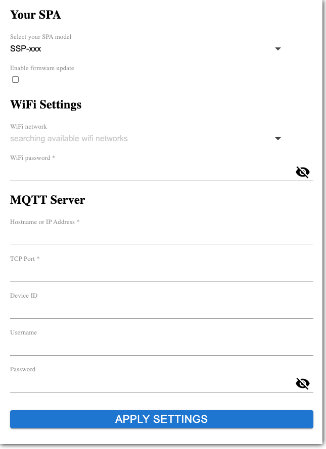 Your SPA
Select your SPA model
SSP-xxx
Enable firmware update
WiFi Settings
WiFi network
searching available wifi networks
WiFi password *
MQTT Server
Hostname or IP Address *
TCP Port *
Device ID
Username
Password
APPLY SETTINGS